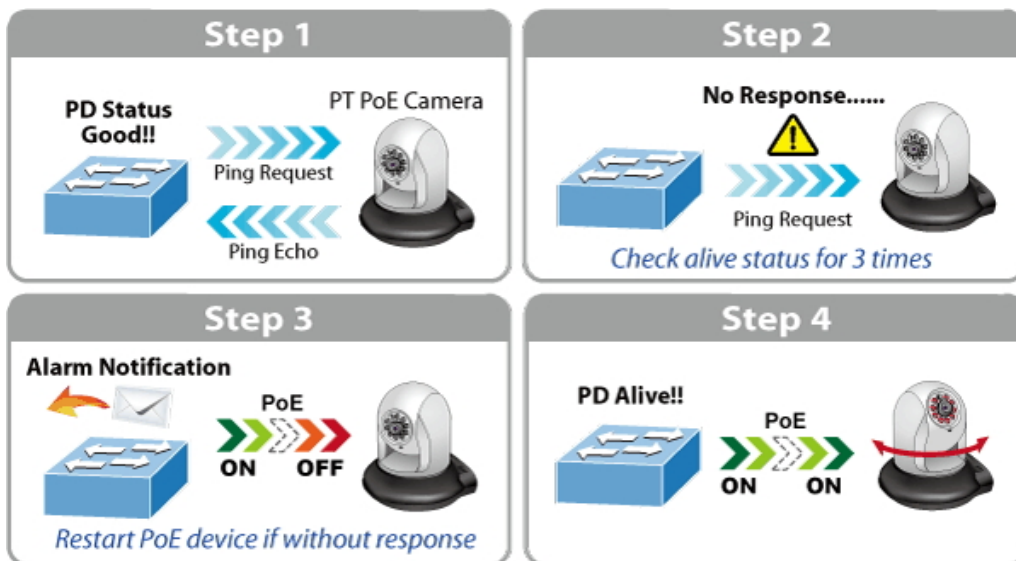 Step 1
PD Status
Good!!
PT PoE Camera
Ping Request
Ping Echo
Step 2
No Response......
Ping Request
Check alive status for 3 times
Step 3
Alarm Notification
PoE
ON OFF
Restart PoE device if without response
Step 4
PD Alive!!
PoE
ON ON